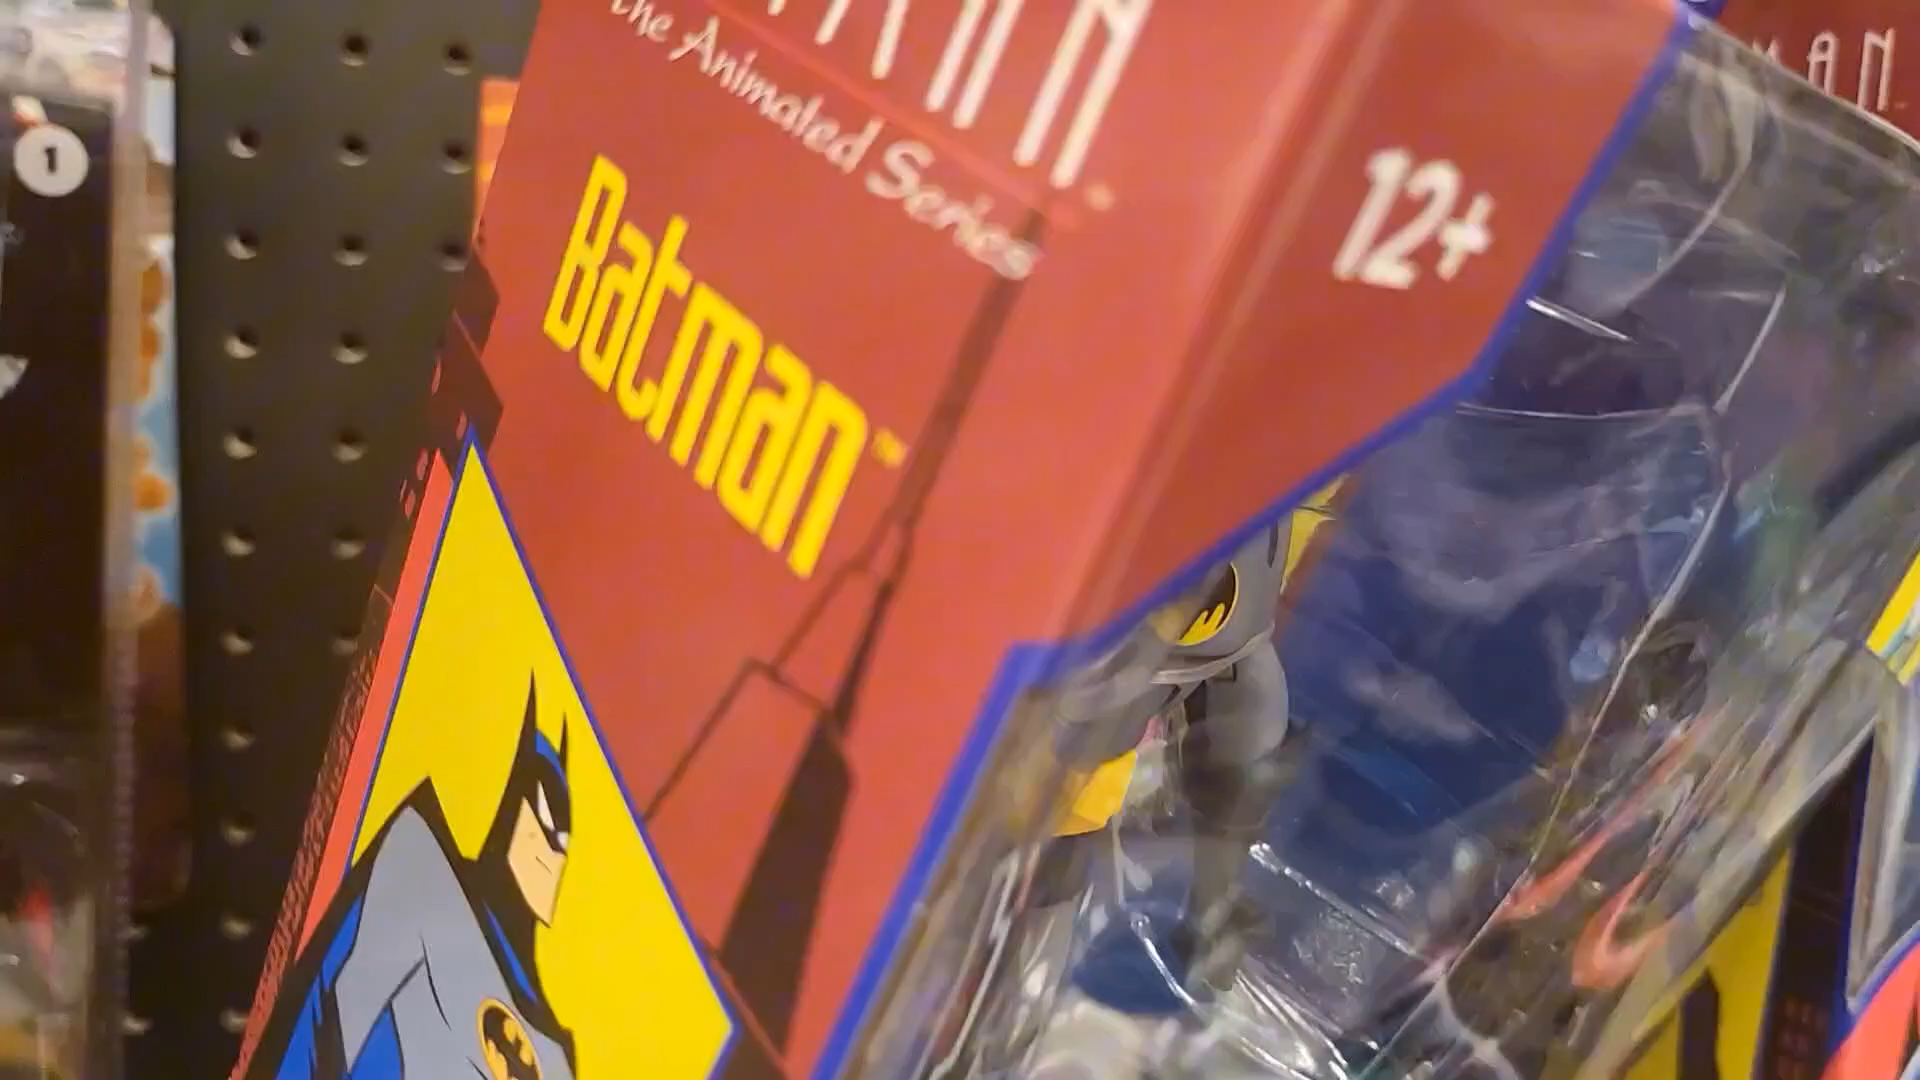 the Animated Series
Batman™
12+
1